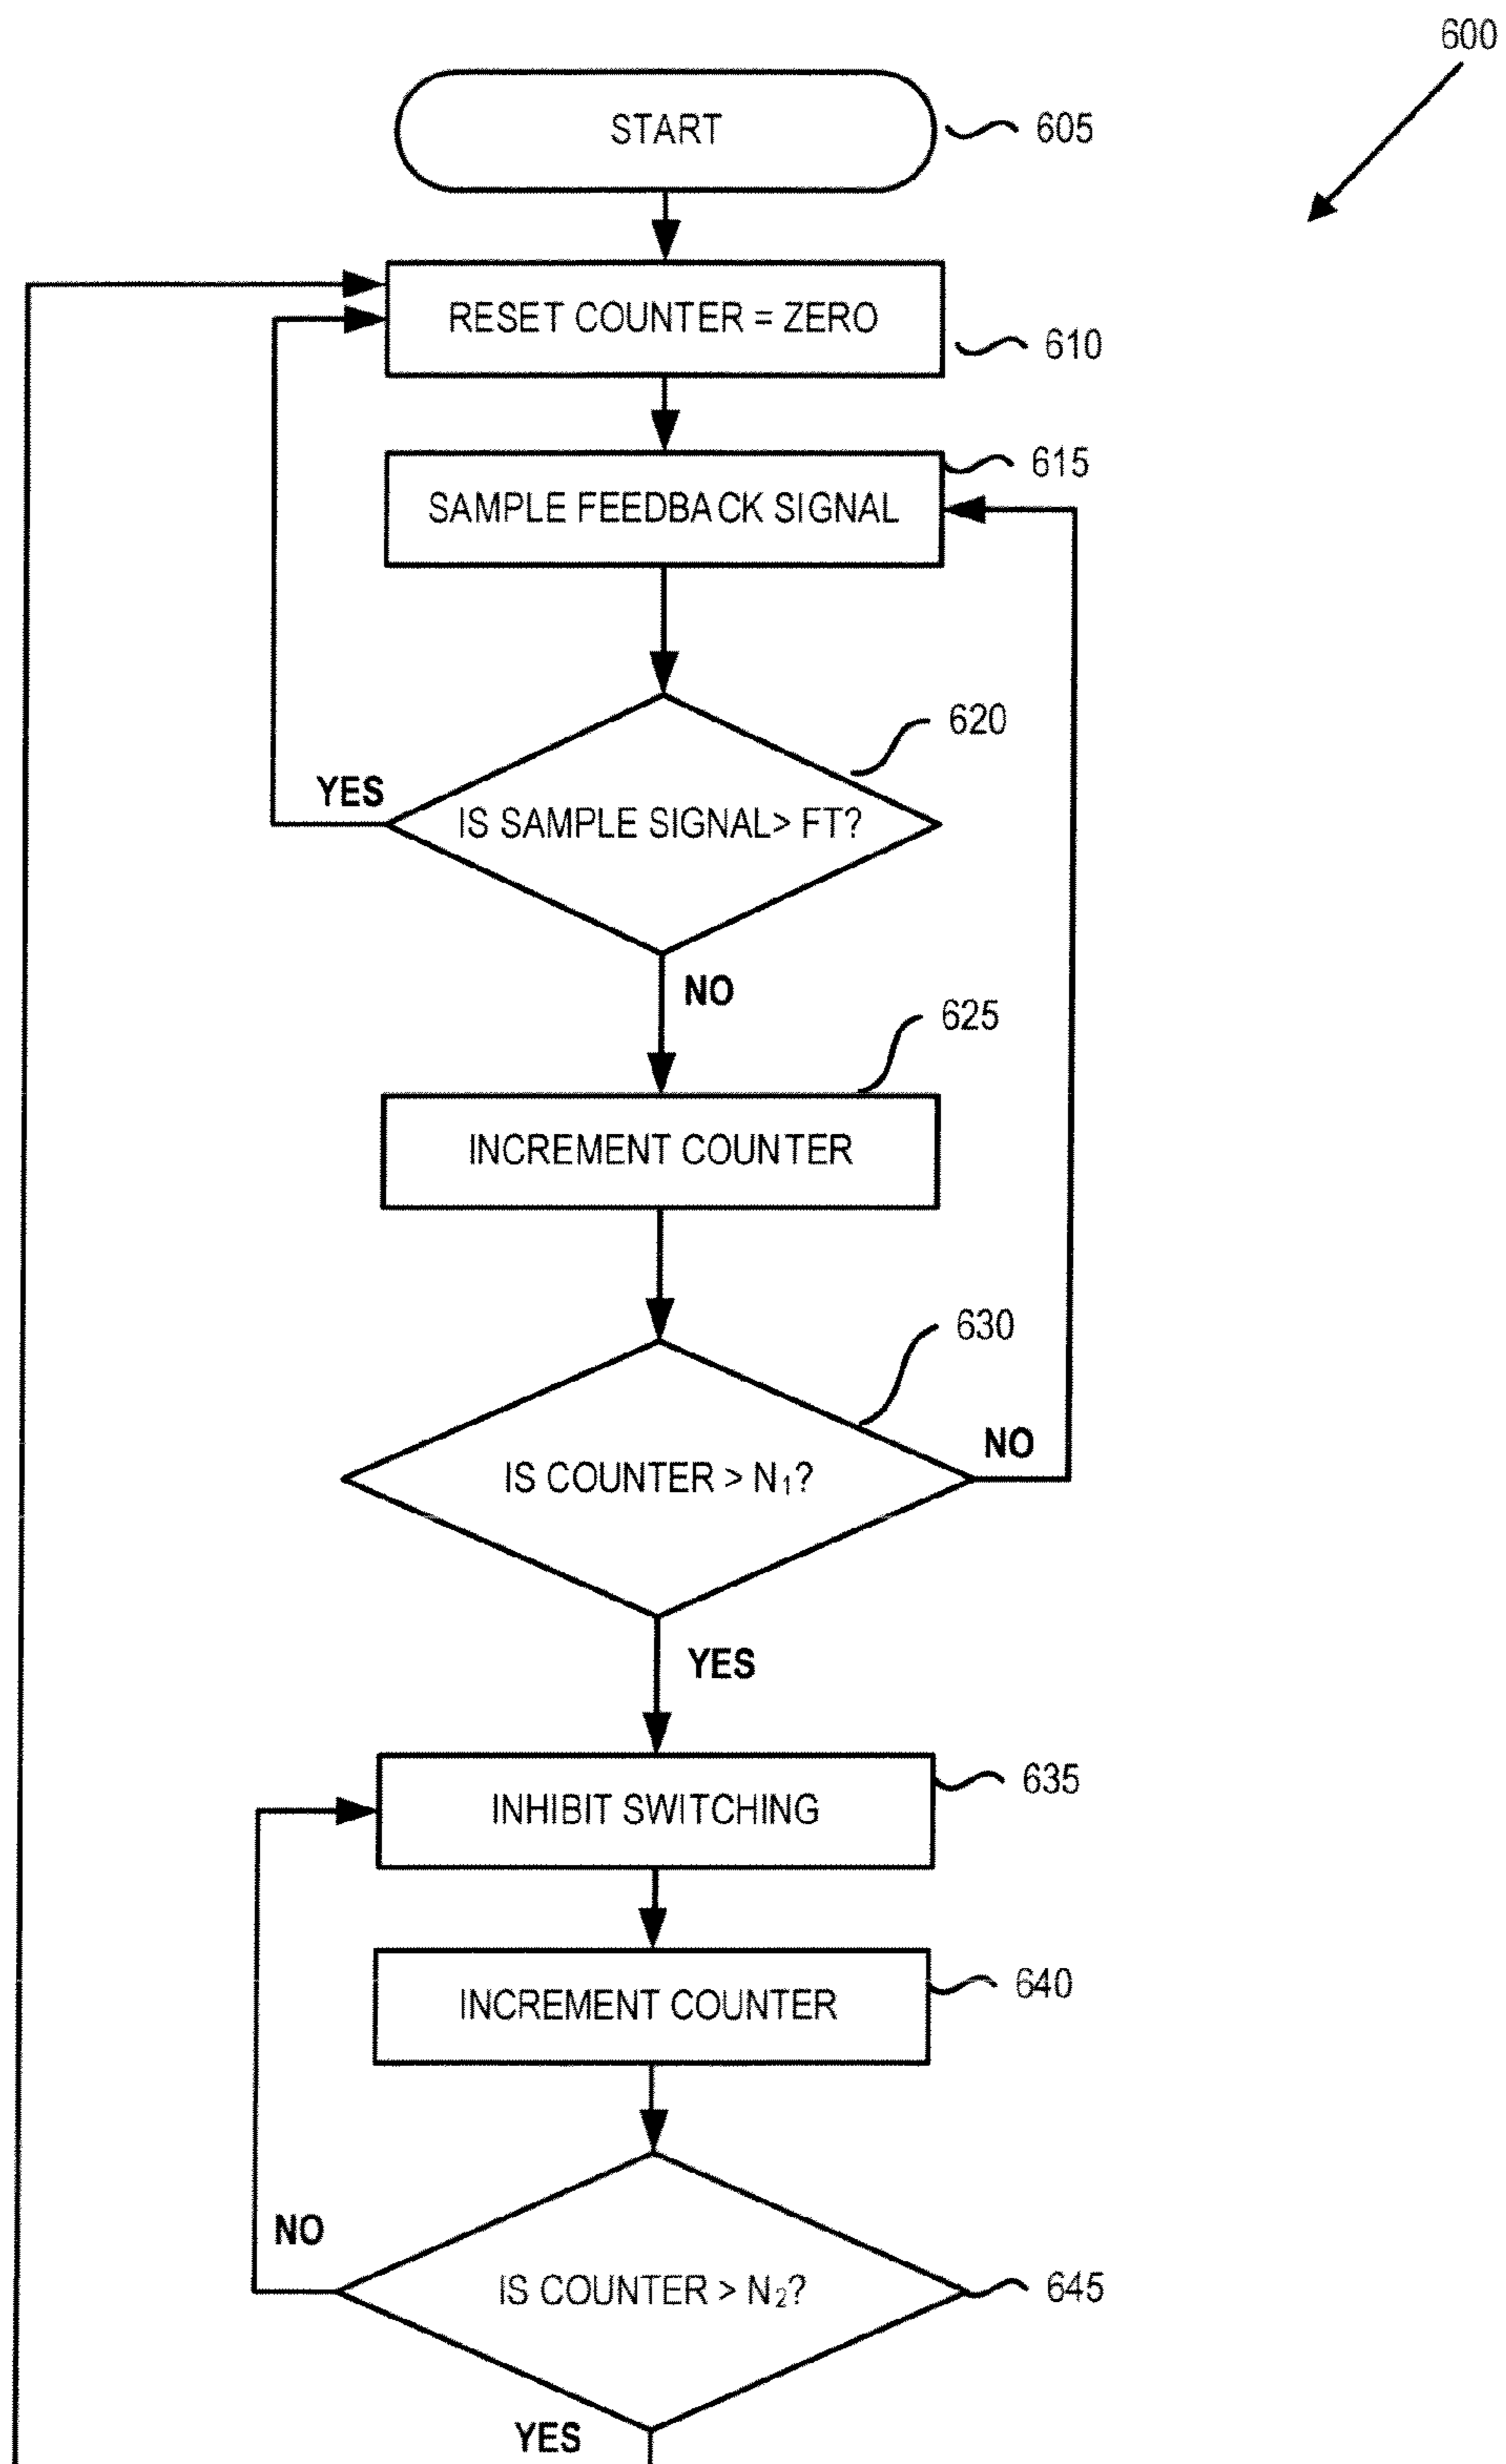 600
START
605
RESET COUNTER = ZERO
610
615
SAMPLE FEEDBACK SIGNAL
620
YES
IS SAMPLE SIGNAL> FT?
NO
625
INCREMENT COUNTER
630
NO
IS COUNTER > N₁?
YES
635
INHIBIT SWITCHING
640
INCREMENT COUNTER
NO
IS COUNTER > N₂?
645
YES